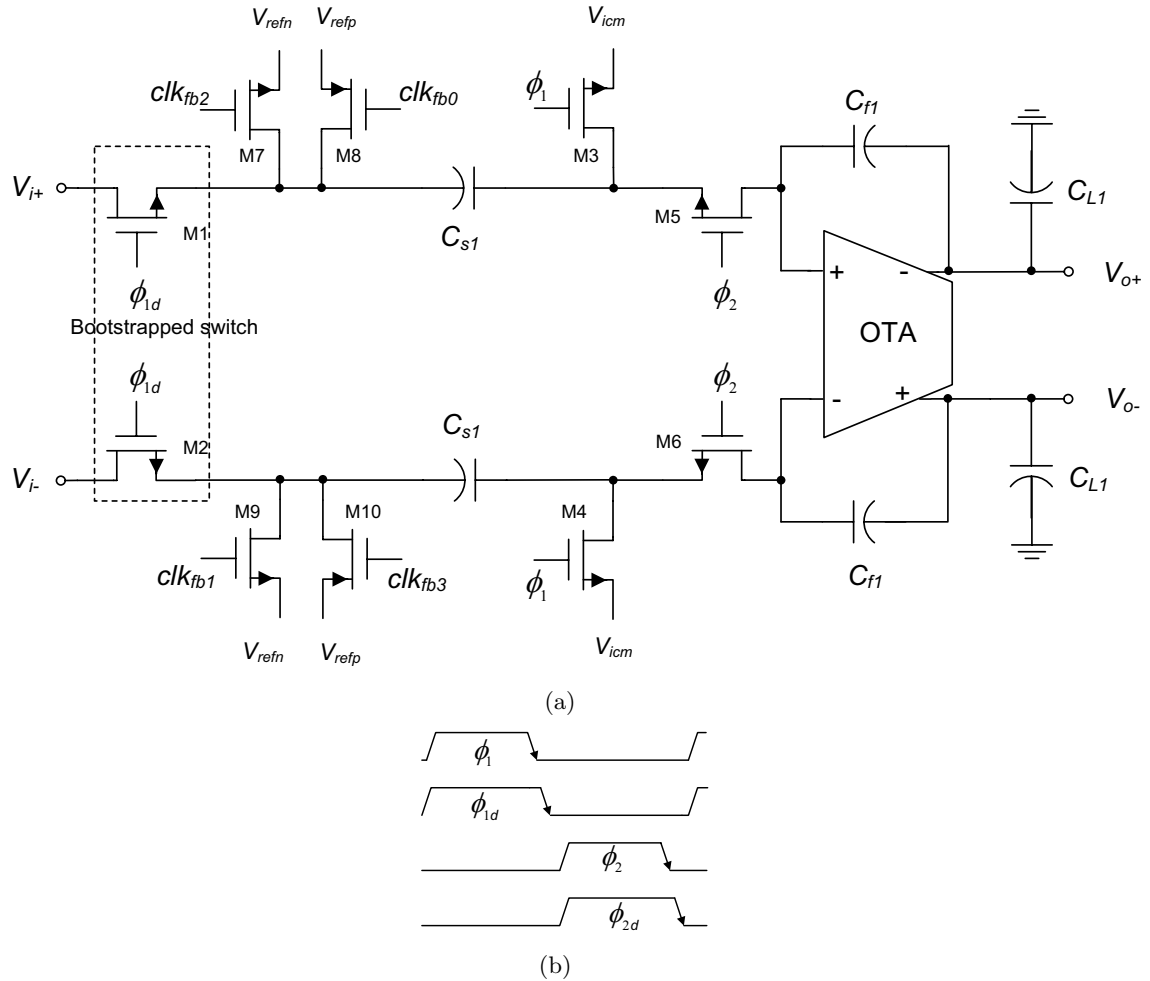 Vrefn Vrefp Vicm
clkfb2 clkfb0 ϕ1 Cf1
M7 M8 M3
Vi+ M1 Cs1 M5 CL1
ϕ1d ϕ2 + - Vo+
Bootstrapped switch OTA
ϕ1d ϕ2 - + Vo-
M2 Cs1 M6
Vi- CL1
M9 M10 M4
clkfb1 clkfb3 ϕ1 Cf1
Vrefn Vrefp Vicm
(a)
ϕ1
ϕ1d
ϕ2
ϕ2d
(b)